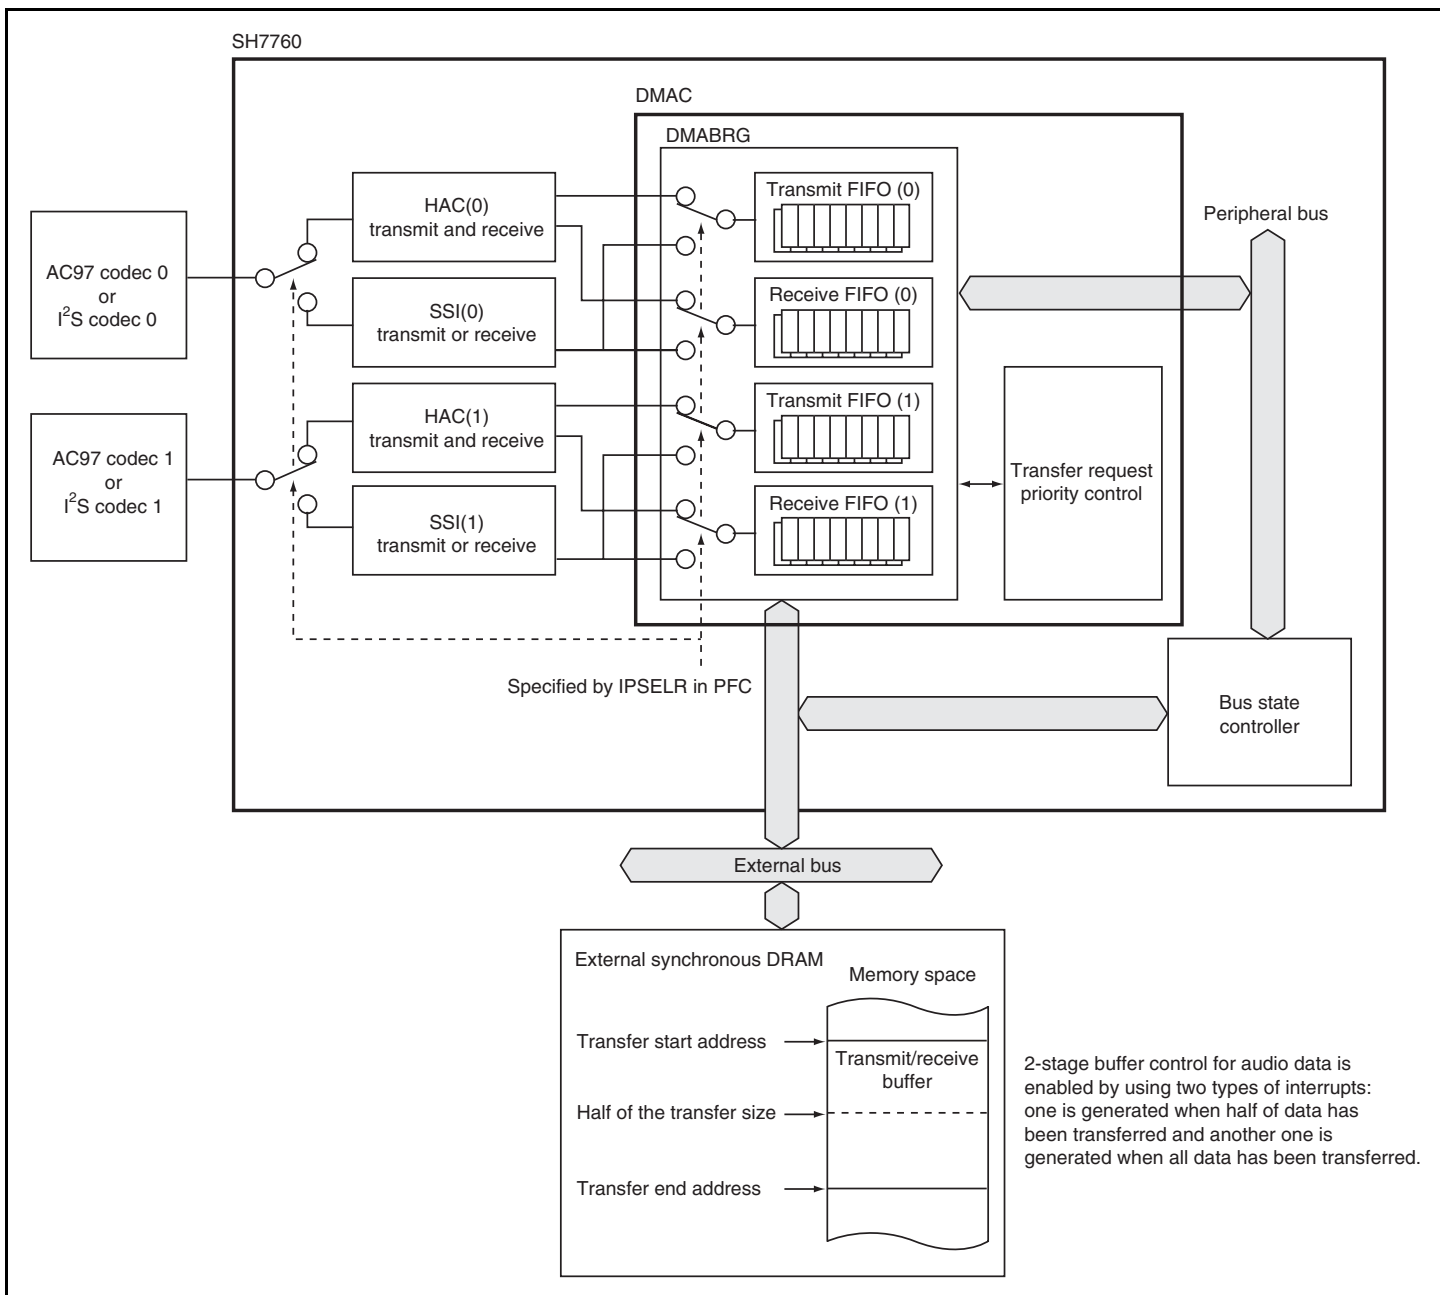 SH7760
DMAC
DMABRG
AC97 codec 0
or
I²S codec 0
HAC(0)
transmit and receive
SSI(0)
transmit or receive
Transmit FIFO (0)
Receive FIFO (0)
Peripheral bus
AC97 codec 1
or
I²S codec 1
HAC(1)
transmit and receive
SSI(1)
transmit or receive
Transmit FIFO (1)
Receive FIFO (1)
Transfer request
priority control
Specified by IPSELR in PFC
Bus state
controller
External bus
External synchronous DRAM
Memory space
Transfer start address
Transmit/receive
buffer
Half of the transfer size
Transfer end address
2-stage buffer control for audio data is
enabled by using two types of interrupts:
one is generated when half of data has
been transferred and another one is
generated when all data has been transferred.